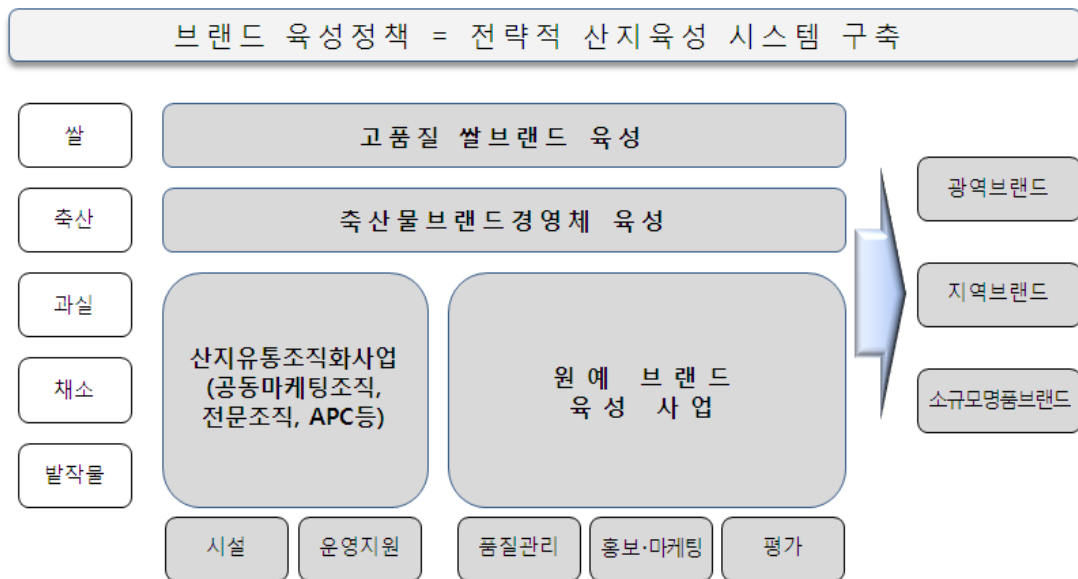 브랜드 육성정책 = 전략적 산지육성 시스템 구축
쌀
고품질 쌀브랜드 육성
축산
축산물브랜드경영체 육성
과실
채소
밭작물
산지유통조직화사업
(공동마케팅조직,
전문조직, APC등)
원예 브랜드
육성 사업
시설
운영지원
품질관리
홍보·마케팅
평가
광역브랜드
지역브랜드
소규모명품브랜드